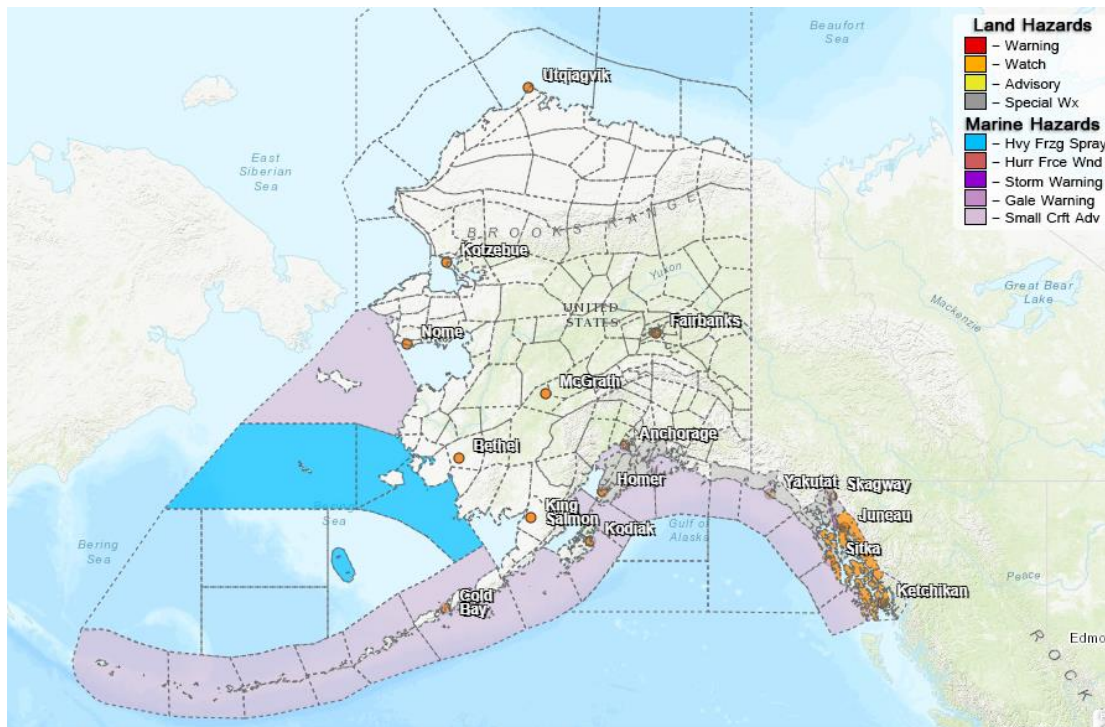 Land Hazards
– Warning
– Watch
– Advisory
– Special Wx
Marine Hazards
– Hvy Frzg Spray
– Hurr Frce Wnd
– Storm Warning
– Gale Warning
– Small Crft Adv
Beaufort
Sea
Utqiagvik
East
Siberian
Sea
BROOKS RANGE
Kotzebue
Yukon
Great Bear
Lake
Mackenzie
UNITED
STATES
Fairbanks
Nome
McGrath
Anchorage
Bethel
Homer
Yakutat
Skagway
King
Salmon
Juneau
Kodiak
Gulf of
Alaska
Sitka
Bering
Sea
Sea
Peace
Ketchikan
Cold
Bay
Edmo
ROCK